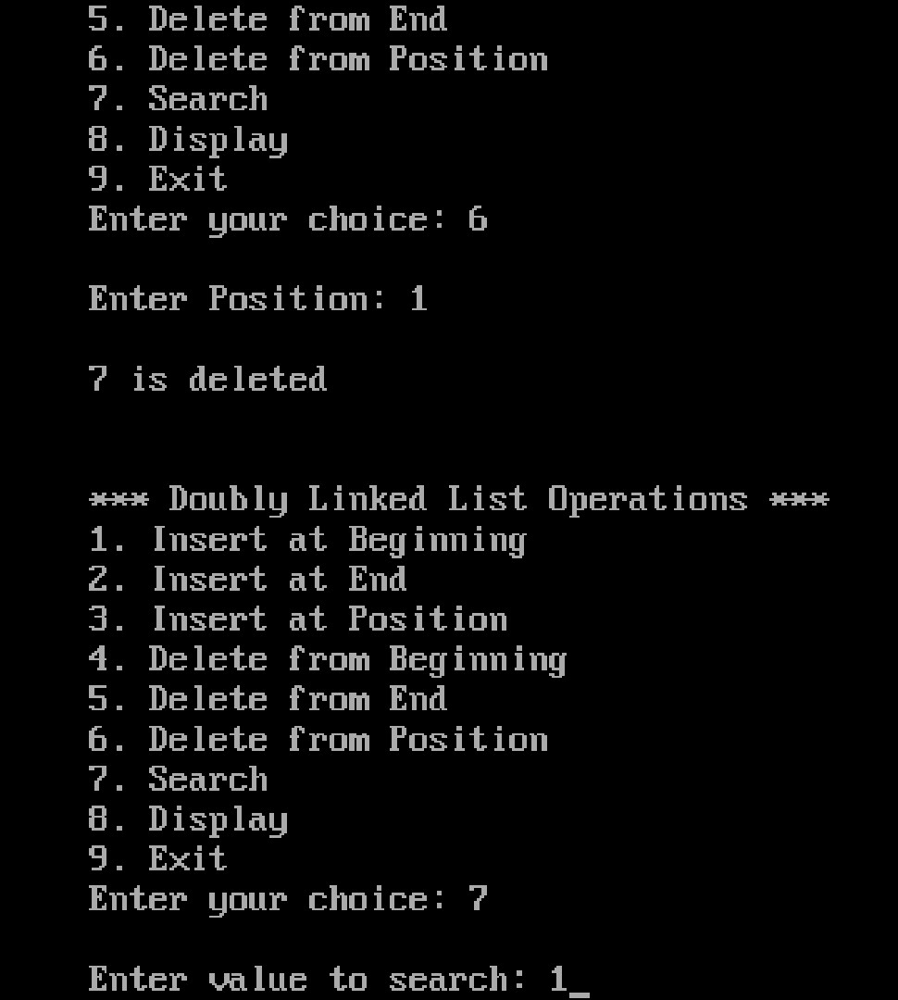 5. Delete from End
6. Delete from Position
7. Search
8. Display
9. Exit
Enter your choice: 6
Enter Position: 1
7 is deleted
*** Doubly Linked List Operations ***
1. Insert at Beginning
2. Insert at End
3. Insert at Position
4. Delete from Beginning
5. Delete from End
6. Delete from Position
7. Search
8. Display
9. Exit
Enter your choice: 7
Enter value to search: 1_